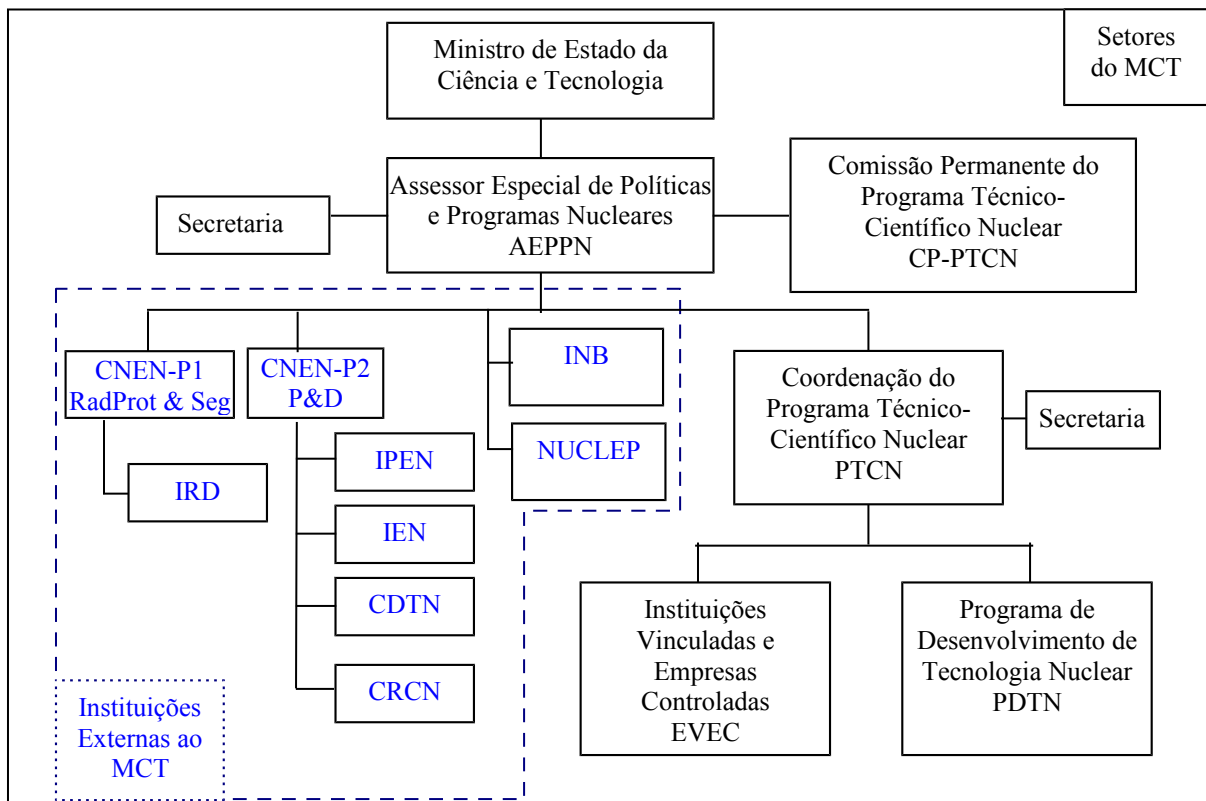 Ministro de Estado da
Ciência e Tecnologia
Setores
do MCT
Assessor Especial de Políticas
e Programas Nucleares
AEPPN
Secretaria
Comissão Permanente do
Programa Técnico-
Científico Nuclear
CP-PTCN
CNEN-P1
RadProt & Seg
IRD
CNEN-P2
P&D
IPEN
IEN
CDTN
CRCN
INB
NUCLEP
Coordenação do
Programa Técnico-
Científico Nuclear
PTCN
Secretaria
Instituições
Vinculadas e
Empresas
Controladas
EVEC
Programa de
Desenvolvimento de
Tecnologia Nuclear
PDTN
Instituições
Externas ao
MCT